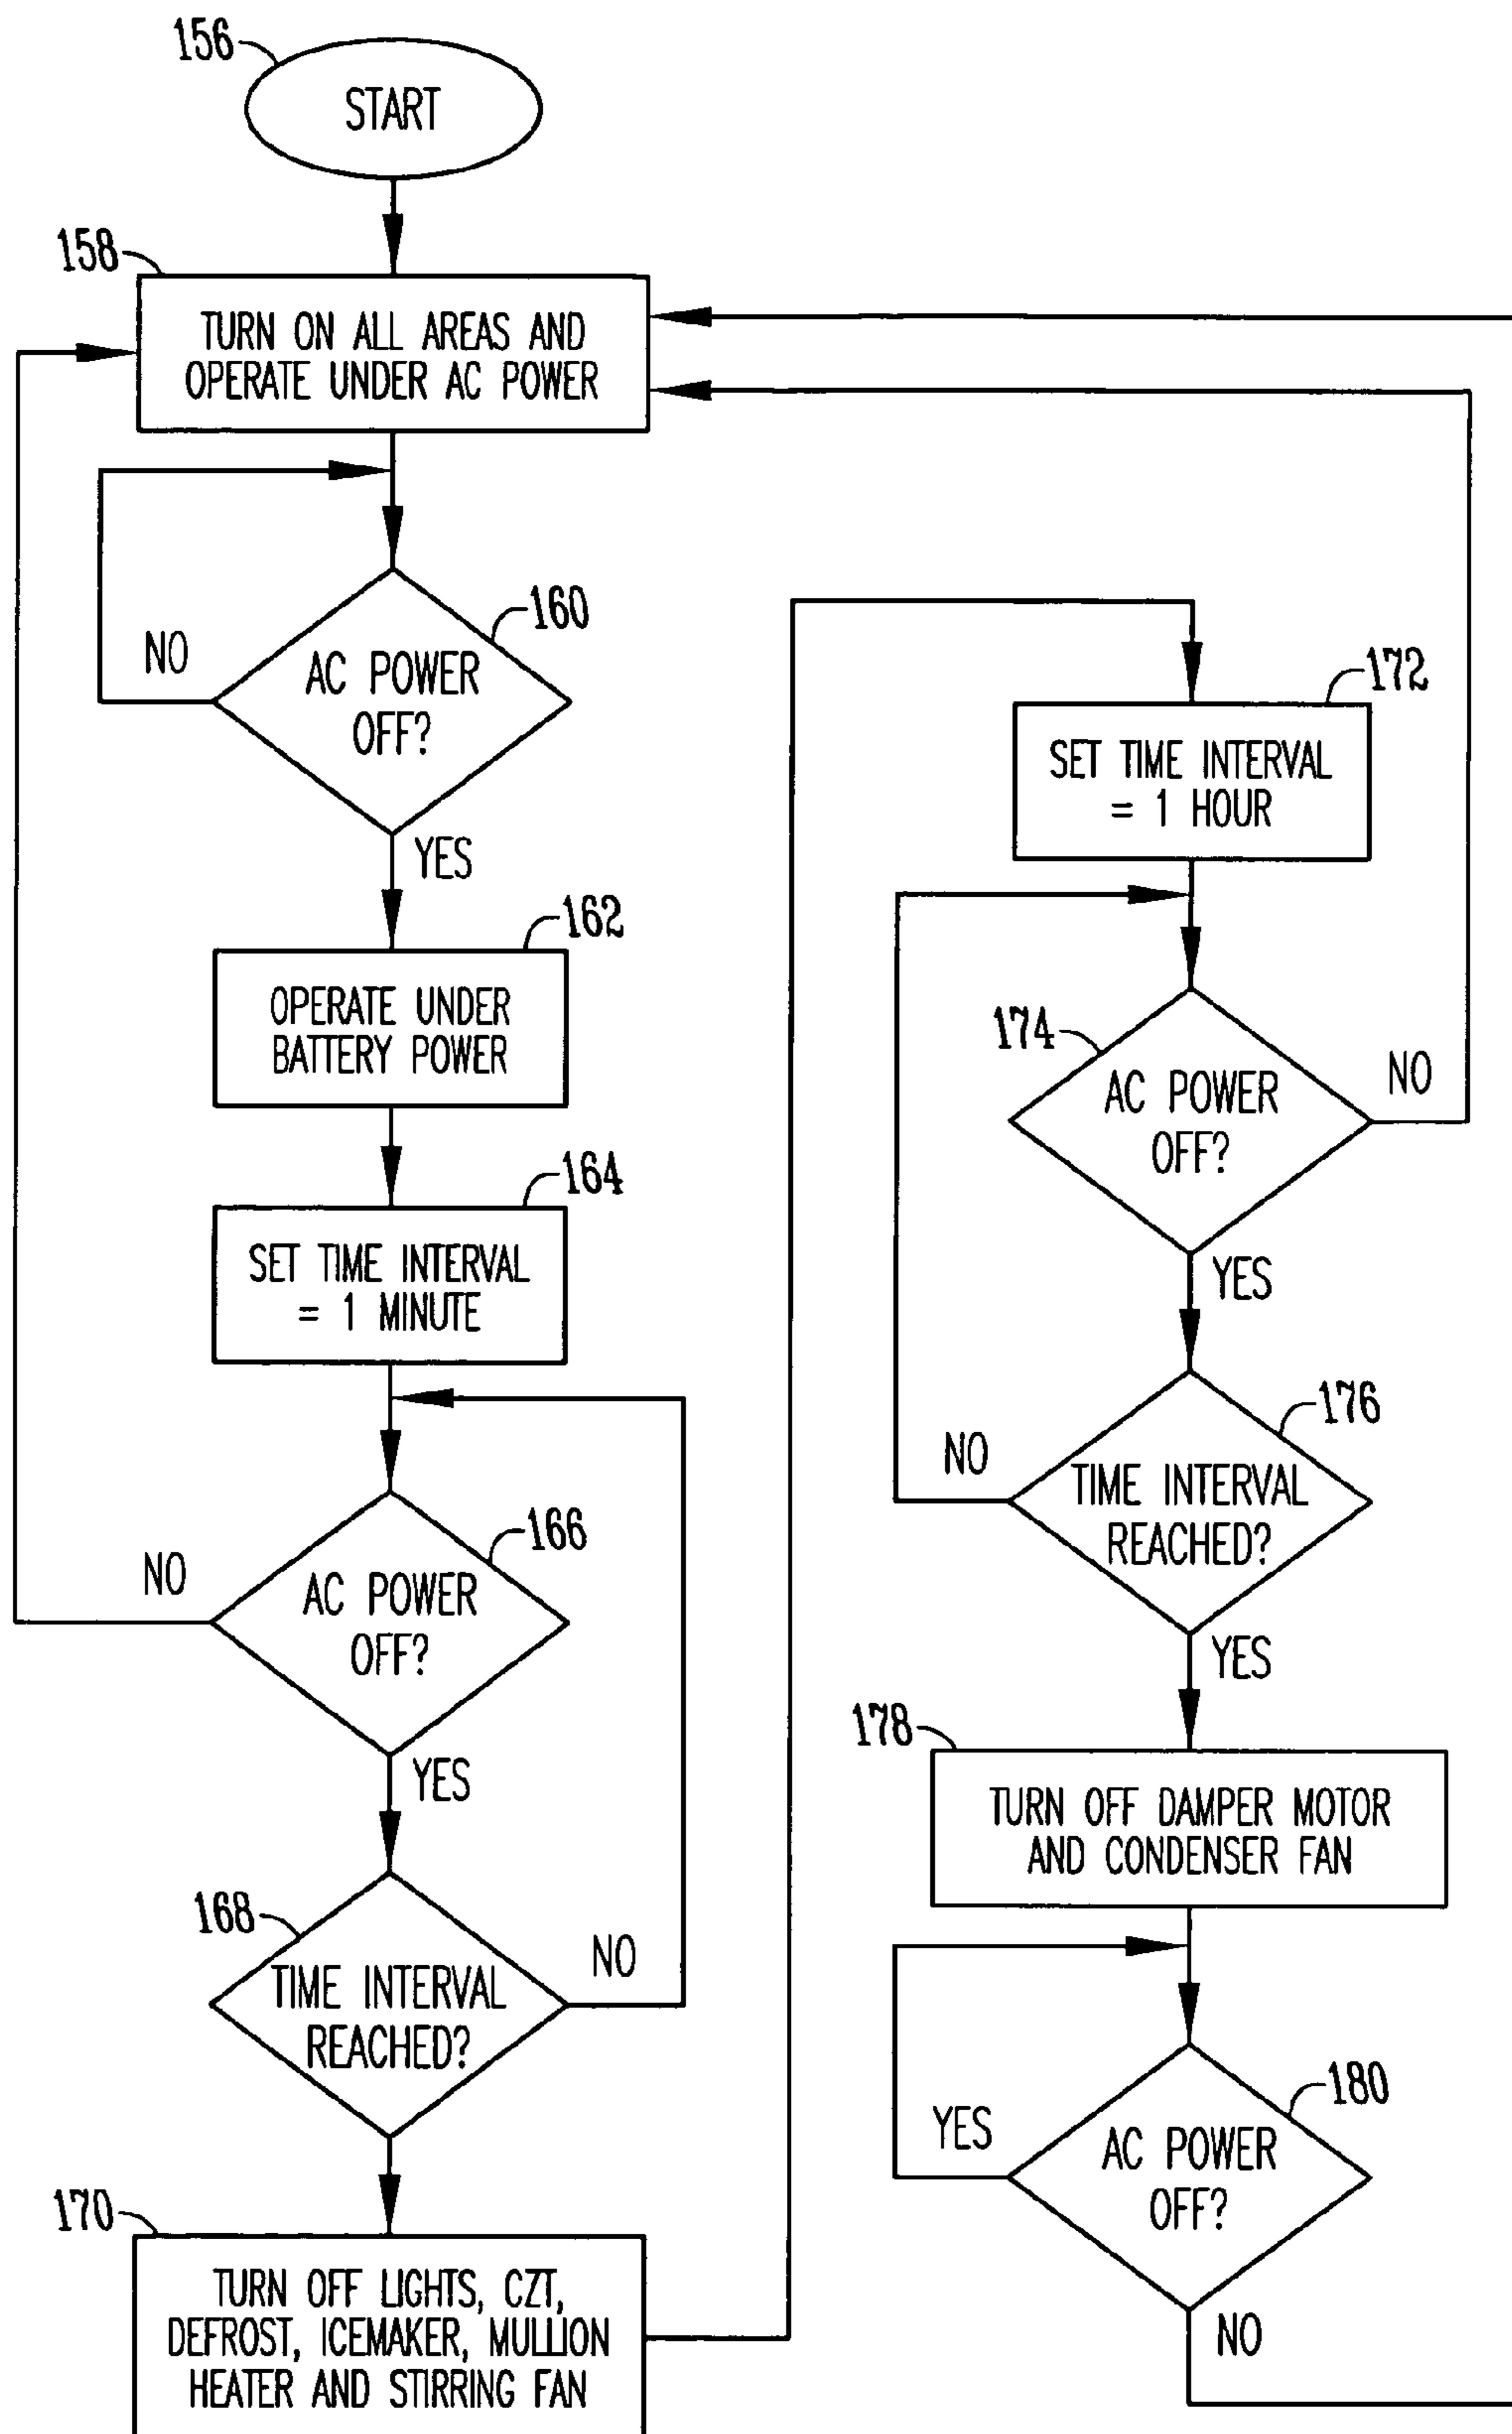 156
START
158
TURN ON ALL AREAS AND
OPERATE UNDER AC POWER
160
AC POWER
OFF?
NO
YES
162
OPERATE UNDER
BATTERY POWER
164
SET TIME INTERVAL
= 1 MINUTE
166
AC POWER
OFF?
NO
YES
168
TIME INTERVAL
REACHED?
NO
170
TURN OFF LIGHTS, CZT,
DEFROST, ICEMAKER, MULLION
HEATER AND STIRRING FAN
172
SET TIME INTERVAL
= 1 HOUR
174
AC POWER
OFF?
NO
YES
176
TIME INTERVAL
REACHED?
NO
YES
178
TURN OFF DAMPER MOTOR
AND CONDENSER FAN
180
AC POWER
OFF?
YES
NO